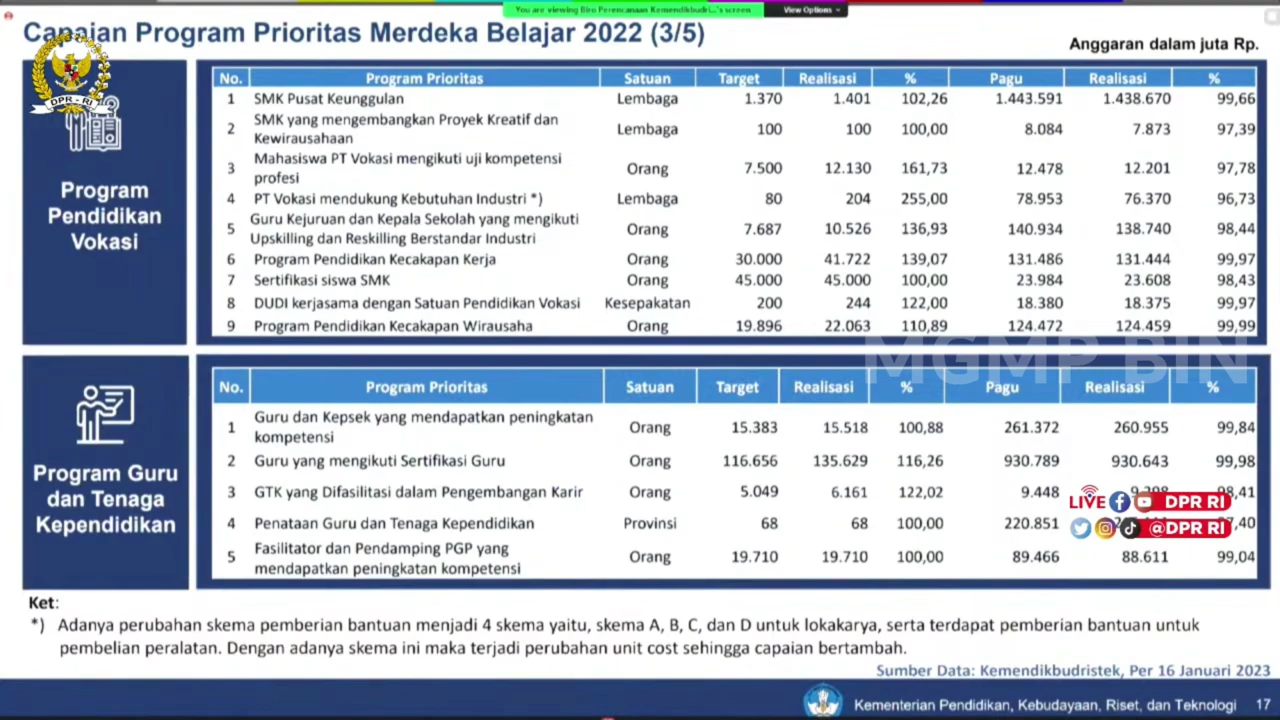 You are viewing Biro Perencanaan Kemendikbudri...'s screen View Options
Capaian Program Prioritas Merdeka Belajar 2022 (3/5)
DPR - RI
Anggaran dalam juta Rp.
Program
Pendidikan
Vokasi
No. Program Prioritas Satuan Target Realisasi % Pagu Realisasi %
1 SMK Pusat Keunggulan Lembaga 1.370 1.401 102,26 1.443.591 1.438.670 99,66
2 SMK yang mengembangkan Proyek Kreatif dan
Kewirausahaan Lembaga 100 100 100,00 8.084 7.873 97,39
3 Mahasiswa PT Vokasi mengikuti uji kompetensi
profesi Orang 7.500 12.130 161,73 12.478 12.201 97,78
4 PT Vokasi mendukung Kebutuhan Industri *) Lembaga 80 204 255,00 78.953 76.370 96,73
5 Guru Kejuruan dan Kepala Sekolah yang mengikuti
Upskilling dan Reskilling Berstandar Industri Orang 7.687 10.526 136,93 140.934 138.740 98,44
6 Program Pendidikan Kecakapan Kerja Orang 30.000 41.722 139,07 131.486 131.444 99,97
7 Sertifikasi siswa SMK Orang 45.000 45.000 100,00 23.984 23.608 98,43
8 DUDI kerjasama dengan Satuan Pendidikan Vokasi Kesepakatan 200 244 122,00 18.380 18.375 99,97
9 Program Pendidikan Kecakapan Wirausaha Orang 19.896 22.063 110,89 124.472 124.459 99,99
MGMP BIN
Program Guru
dan Tenaga
Kependidikan
No. Program Prioritas Satuan Target Realisasi % Pagu Realisasi %
1 Guru dan Kepsek yang mendapatkan peningkatan
kompetensi Orang 15.383 15.518 100,88 261.372 260.955 99,84
2 Guru yang mengikuti Sertifikasi Guru Orang 116.656 135.629 116,26 930.789 930.643 99,98
3 GTK yang Difasilitasi dalam Pengembangan Karir Orang 5.049 6.161 122,02 9.448
LIVE DPR RI
4 Penataan Guru dan Tenaga Kependidikan Provinsi 68 68 100,00 220.851
@DPR RI
5 Fasilitator dan Pendamping PGP yang
mendapatkan peningkatan kompetensi Orang 19.710 19.710 100,00 89.466 88.611 99,04
Ket:
*) Adanya perubahan skema pemberian bantuan menjadi 4 skema yaitu, skema A, B, C, dan D untuk lokakarya, serta terdapat pemberian bantuan untuk
pembelian peralatan. Dengan adanya skema ini maka terjadi perubahan unit cost sehingga capaian bertambah.
Sumber Data: Kemendikbudristek, Per 16 Januari 2023
Kementerian Pendidikan, Kebudayaan, Riset, dan Teknologi 17